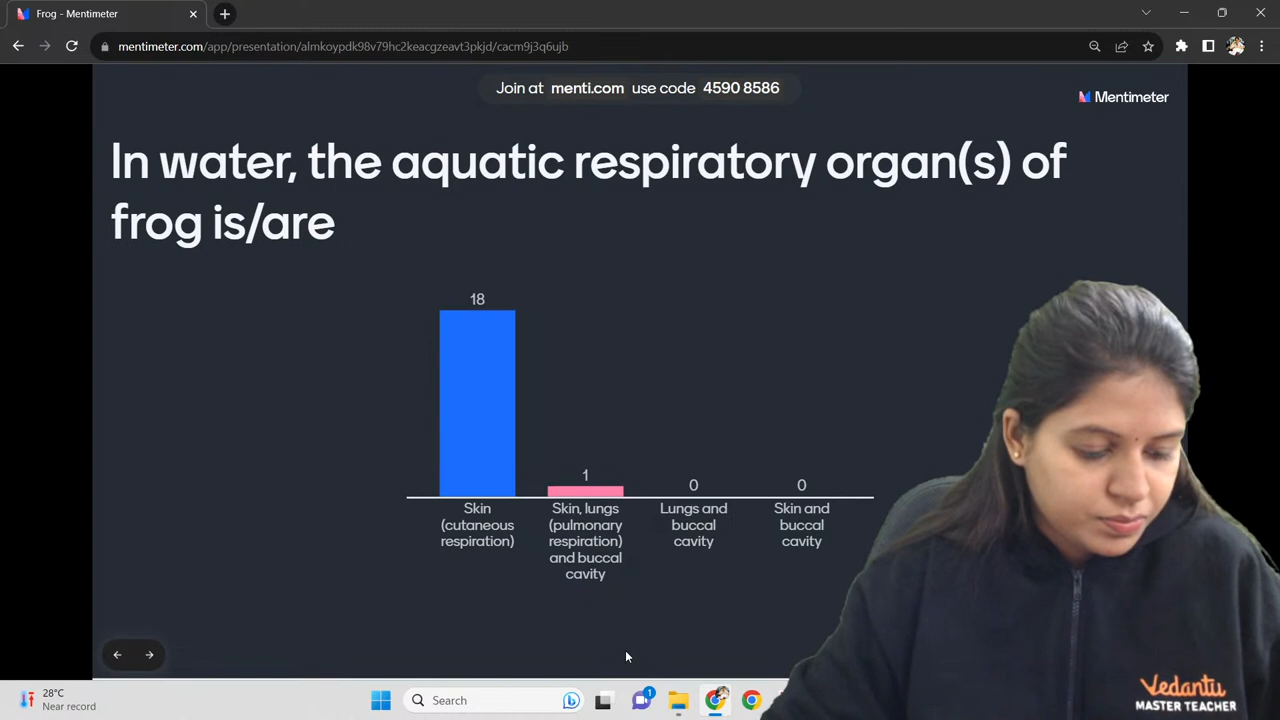 Frog - Mentimeter
mentimeter.com/app/presentation/almkoypdk98v79hc2keacgzeavt3pkjd/cacm9j3q6ujb
Join at menti.com use code 4590 8586
Mentimeter
In water, the aquatic respiratory organ(s) of
frog is/are
18
1
0
0
Skin
(cutaneous
respiration)
Skin, lungs
(pulmonary
respiration)
and buccal
cavity
Lungs and
buccal
cavity
Skin and
buccal
cavity
Vedantu
MASTER TEACHER
28°C
Near record
Search
1